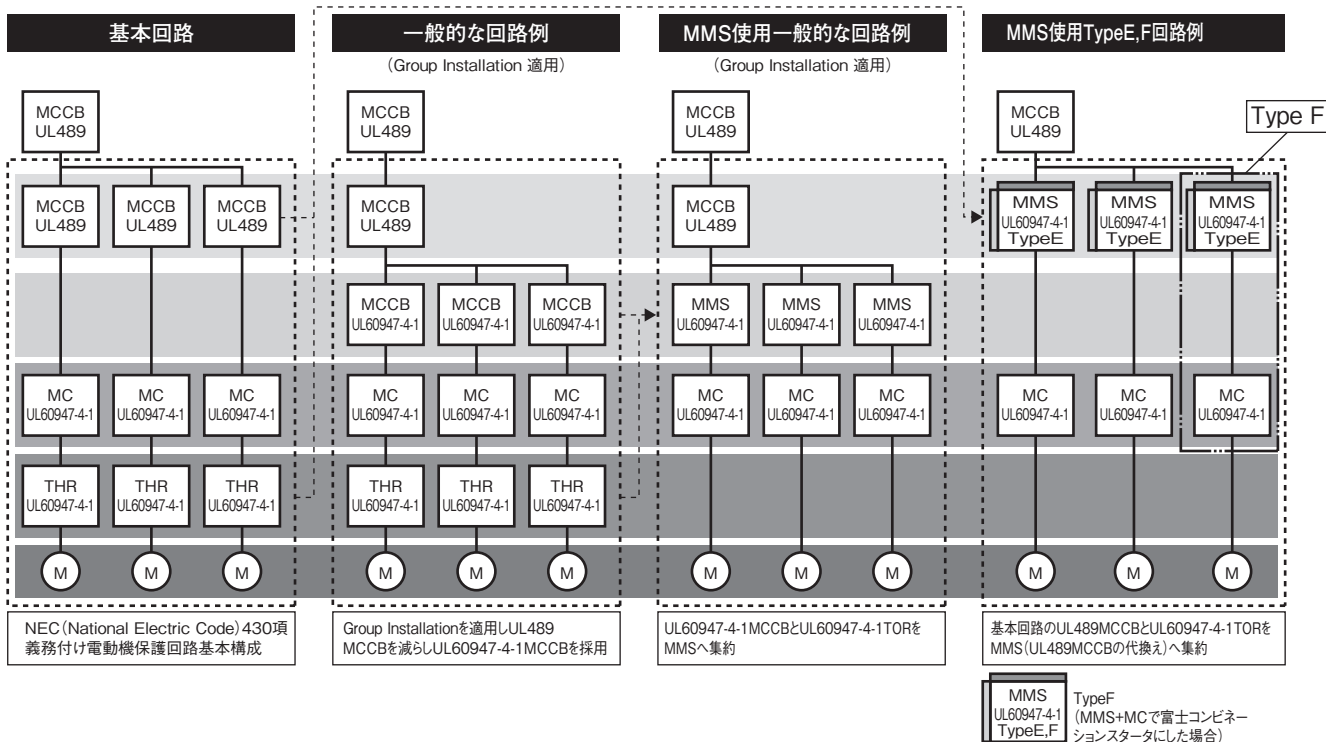 基本回路
一般的な回路例
MMS使用一般的な回路例
MMS使用TypeE,F回路例
(Group Installation 適用)
(Group Installation 適用)
MCCB
UL489
MCCB
UL489
MCCB
UL489
MCCB
UL489
Type F
MCCB
UL489
MCCB
UL489
MCCB
UL489
MCCB
UL489
MCCB
UL489
MMS
UL60947-4-1
TypeE
MMS
UL60947-4-1
TypeE
MMS
UL60947-4-1
TypeE
MCCB
UL60947-4-1
MCCB
UL60947-4-1
MCCB
UL60947-4-1
MMS
UL60947-4-1
MMS
UL60947-4-1
MMS
UL60947-4-1
MC
UL60947-4-1
MC
UL60947-4-1
MC
UL60947-4-1
MC
UL60947-4-1
MC
UL60947-4-1
MC
UL60947-4-1
MC
UL60947-4-1
MC
UL60947-4-1
MC
UL60947-4-1
MC
UL60947-4-1
MC
UL60947-4-1
MC
UL60947-4-1
THR
UL60947-4-1
THR
UL60947-4-1
THR
UL60947-4-1
THR
UL60947-4-1
THR
UL60947-4-1
THR
UL60947-4-1
M
M
M
M
M
M
M
M
M
M
M
M
NEC(National Electric Code)430項
義務付け電動機保護回路基本構成
Group Installationを適用しUL489
MCCBを減らしUL60947-4-1MCCBを採用
UL60947-4-1MCCBとUL60947-4-1TORを
MMSへ集約
基本回路のUL489MCCBとUL60947-4-1TORを
MMS(UL489MCCBの代換え)へ集約
MMS
UL60947-4-1
TypeE,F
TypeF
(MMS+MCで富士コンビネー
ションスタータにした場合)